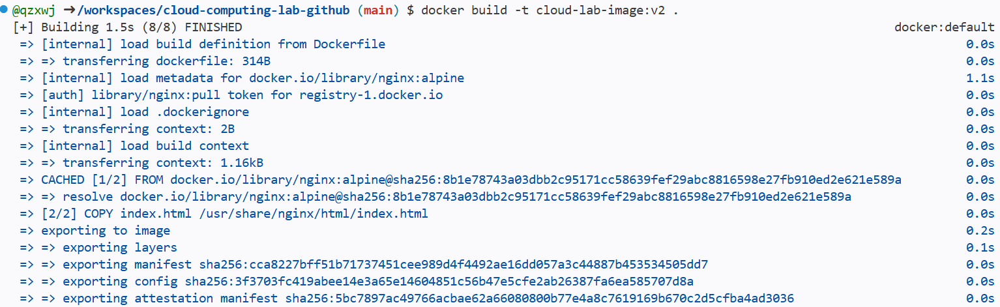 @qzxwj ➜/workspaces/cloud-computing-lab-github (main) $ docker build -t cloud-lab-image:v2 .
[+] Building 1.5s (8/8) FINISHED docker:default
=> [internal] load build definition from Dockerfile 0.0s
=> => transferring dockerfile: 314B 0.0s
=> [internal] load metadata for docker.io/library/nginx:alpine 1.1s
=> [auth] library/nginx:pull token for registry-1.docker.io 0.0s
=> [internal] load .dockerignore 0.0s
=> => transferring context: 2B 0.0s
=> [internal] load build context 0.0s
=> => transferring context: 1.16kB 0.0s
=> CACHED [1/2] FROM docker.io/library/nginx:alpine@sha256:8b1e78743a03dbb2c95171cc58639fef29abc8816598e27fb910ed2e621e589a 0.0s
=> => resolve docker.io/library/nginx:alpine@sha256:8b1e78743a03dbb2c95171cc58639fef29abc8816598e27fb910ed2e621e589a 0.0s
=> [2/2] COPY index.html /usr/share/nginx/html/index.html 0.0s
=> exporting to image 0.2s
=> => exporting layers 0.1s
=> => exporting manifest sha256:cca8227bff51b71737451cee989d4f4492ae16dd057a3c44887b453534505dd7 0.0s
=> => exporting config sha256:3f3703fc419abee14e3a65e14604851c56b47e5cfe2ab26387fa6ea585707d8a 0.0s
=> => exporting attestation manifest sha256:5bc7897ac49766acbae62a66080800b77e4a8c7619169b670c2d5cfba4ad3036 0.0s